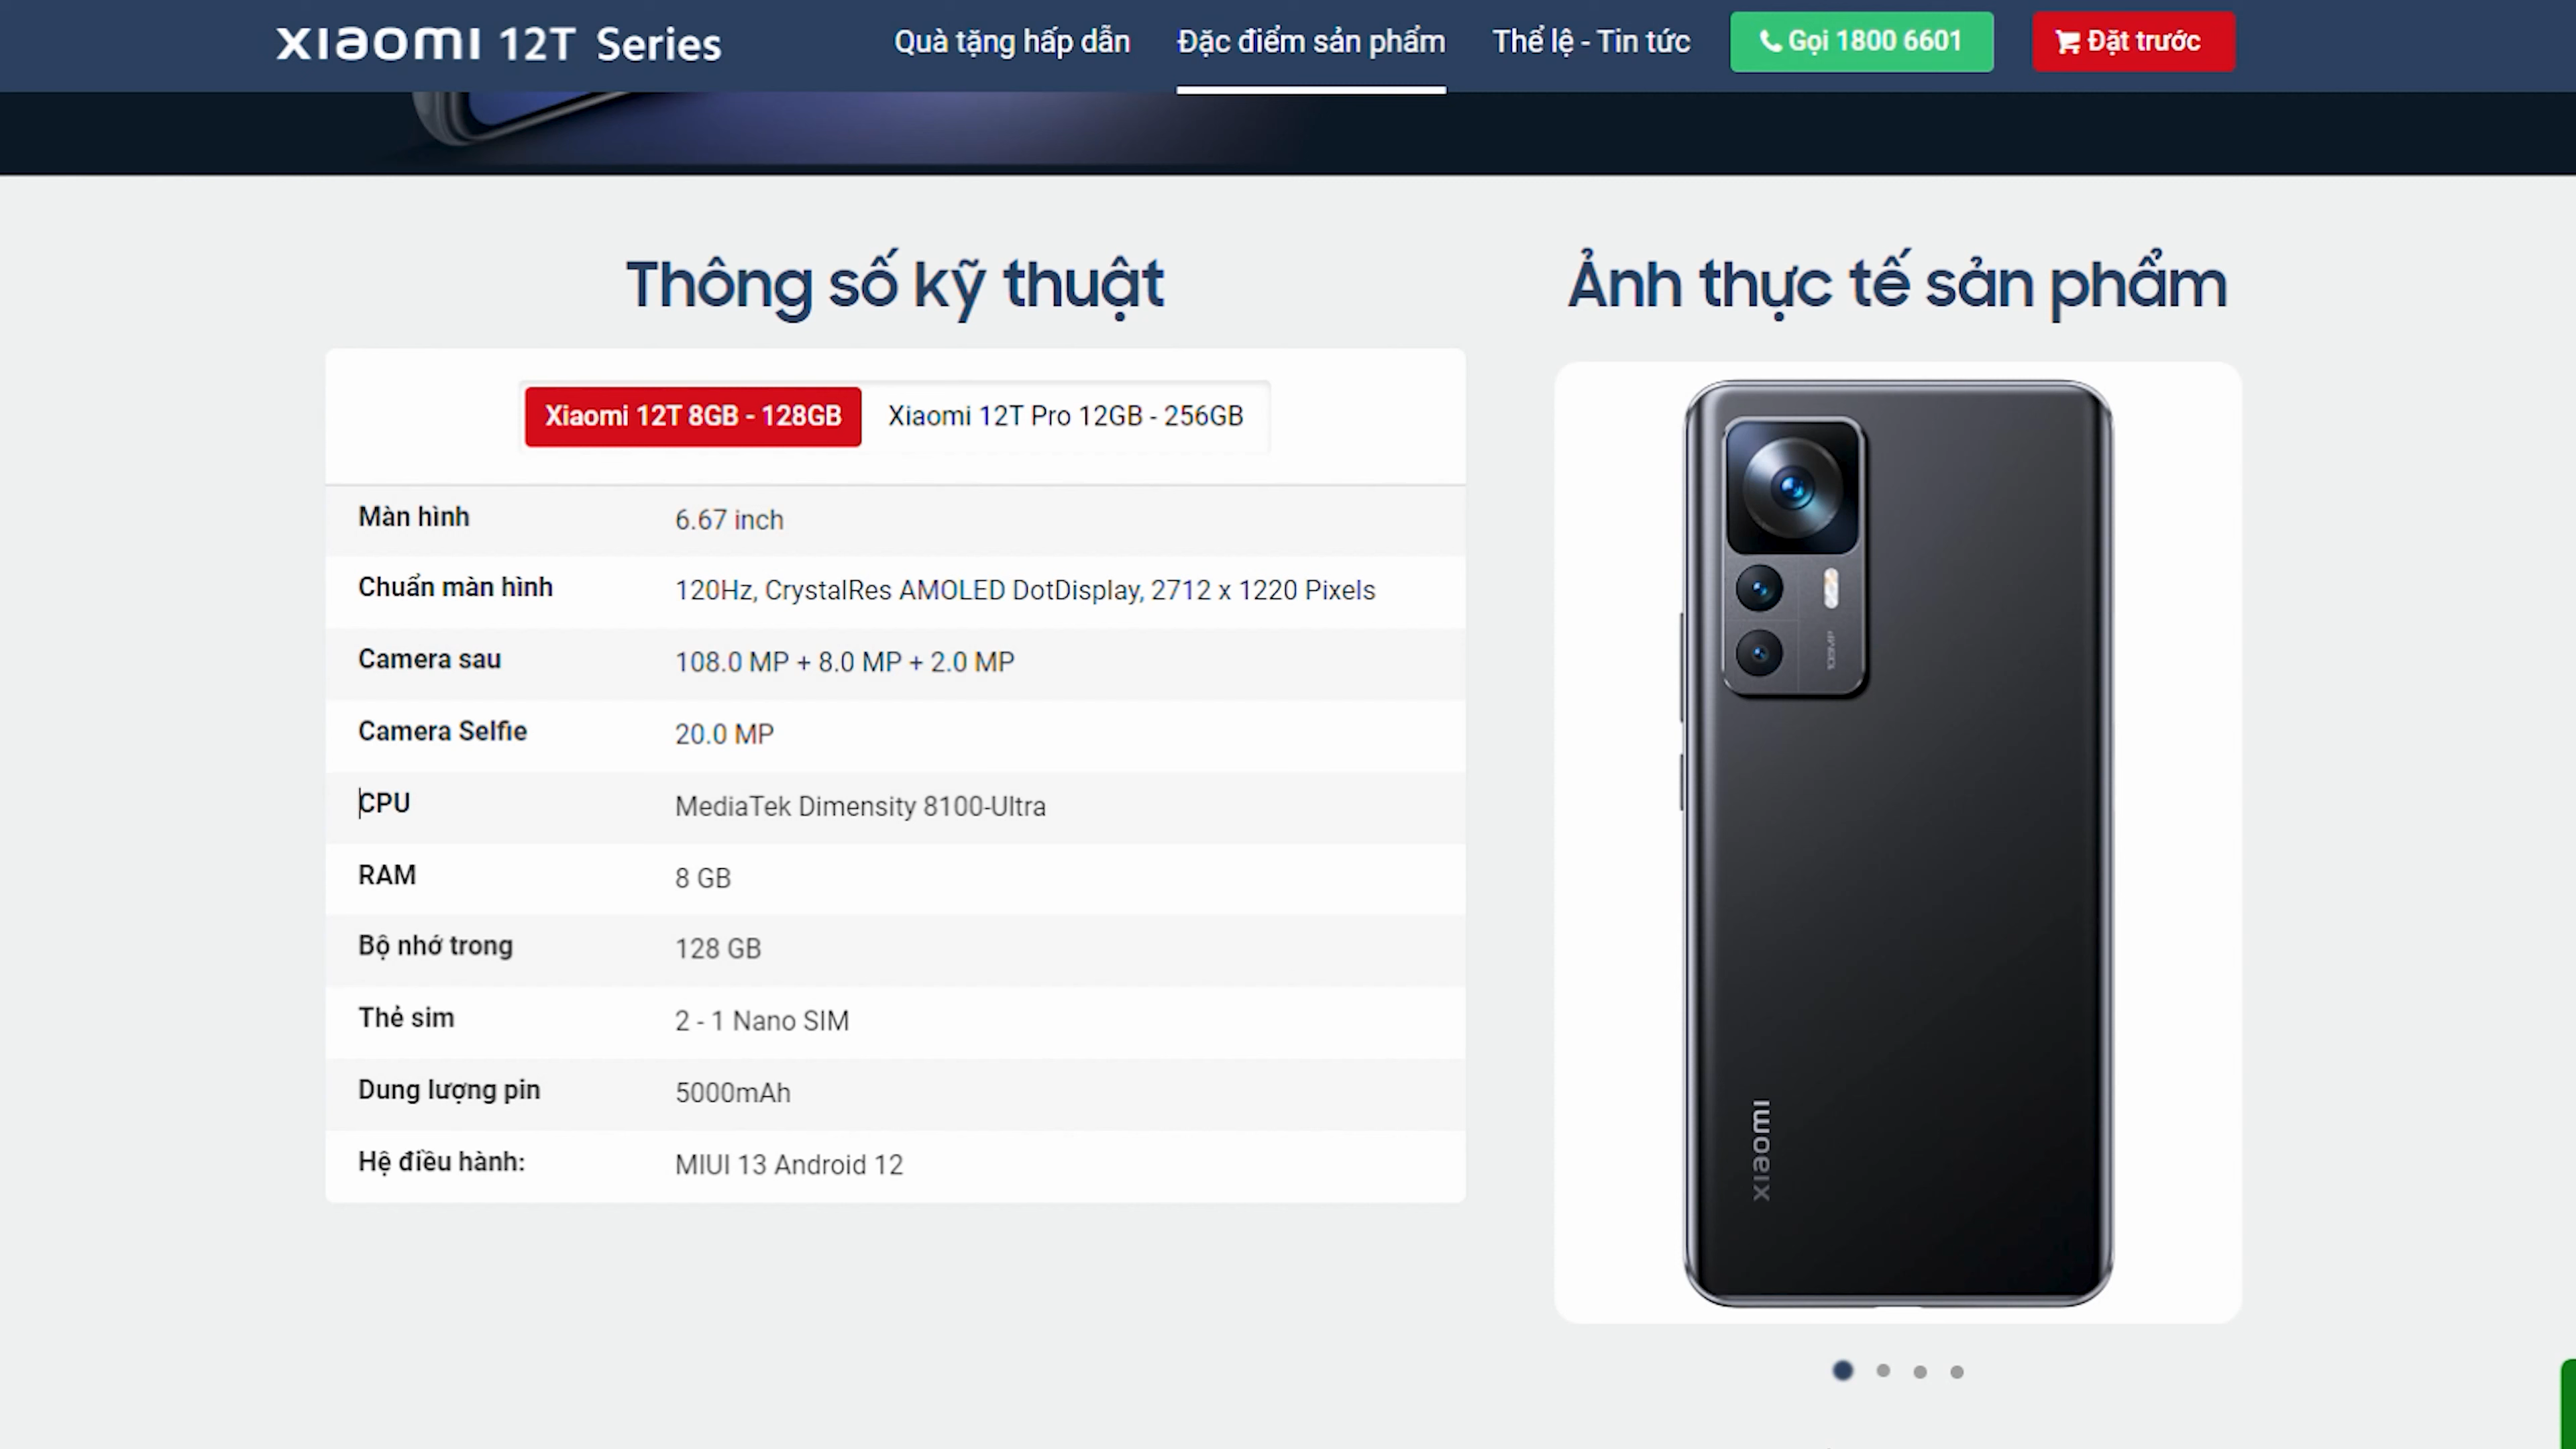 xiaomi 12T Series
Quà tặng hấp dẫn
Đặc điểm sản phẩm
Thể lệ - Tin tức
Gọi 1800 6601
Đặt trước
Thông số kỹ thuật
Xiaomi 12T 8GB - 128GB
Xiaomi 12T Pro 12GB - 256GB
Màn hình 6.67 inch
Chuẩn màn hình 120Hz, CrystalRes AMOLED DotDisplay, 2712 x 1220 Pixels
Camera sau 108.0 MP + 8.0 MP + 2.0 MP
Camera Selfie 20.0 MP
CPU MediaTek Dimensity 8100-Ultra
RAM 8 GB
Bộ nhớ trong 128 GB
Thẻ sim 2 - 1 Nano SIM
Dung lượng pin 5000mAh
Hệ điều hành: MIUI 13 Android 12
Ảnh thực tế sản phẩm
108MP
xiaomi